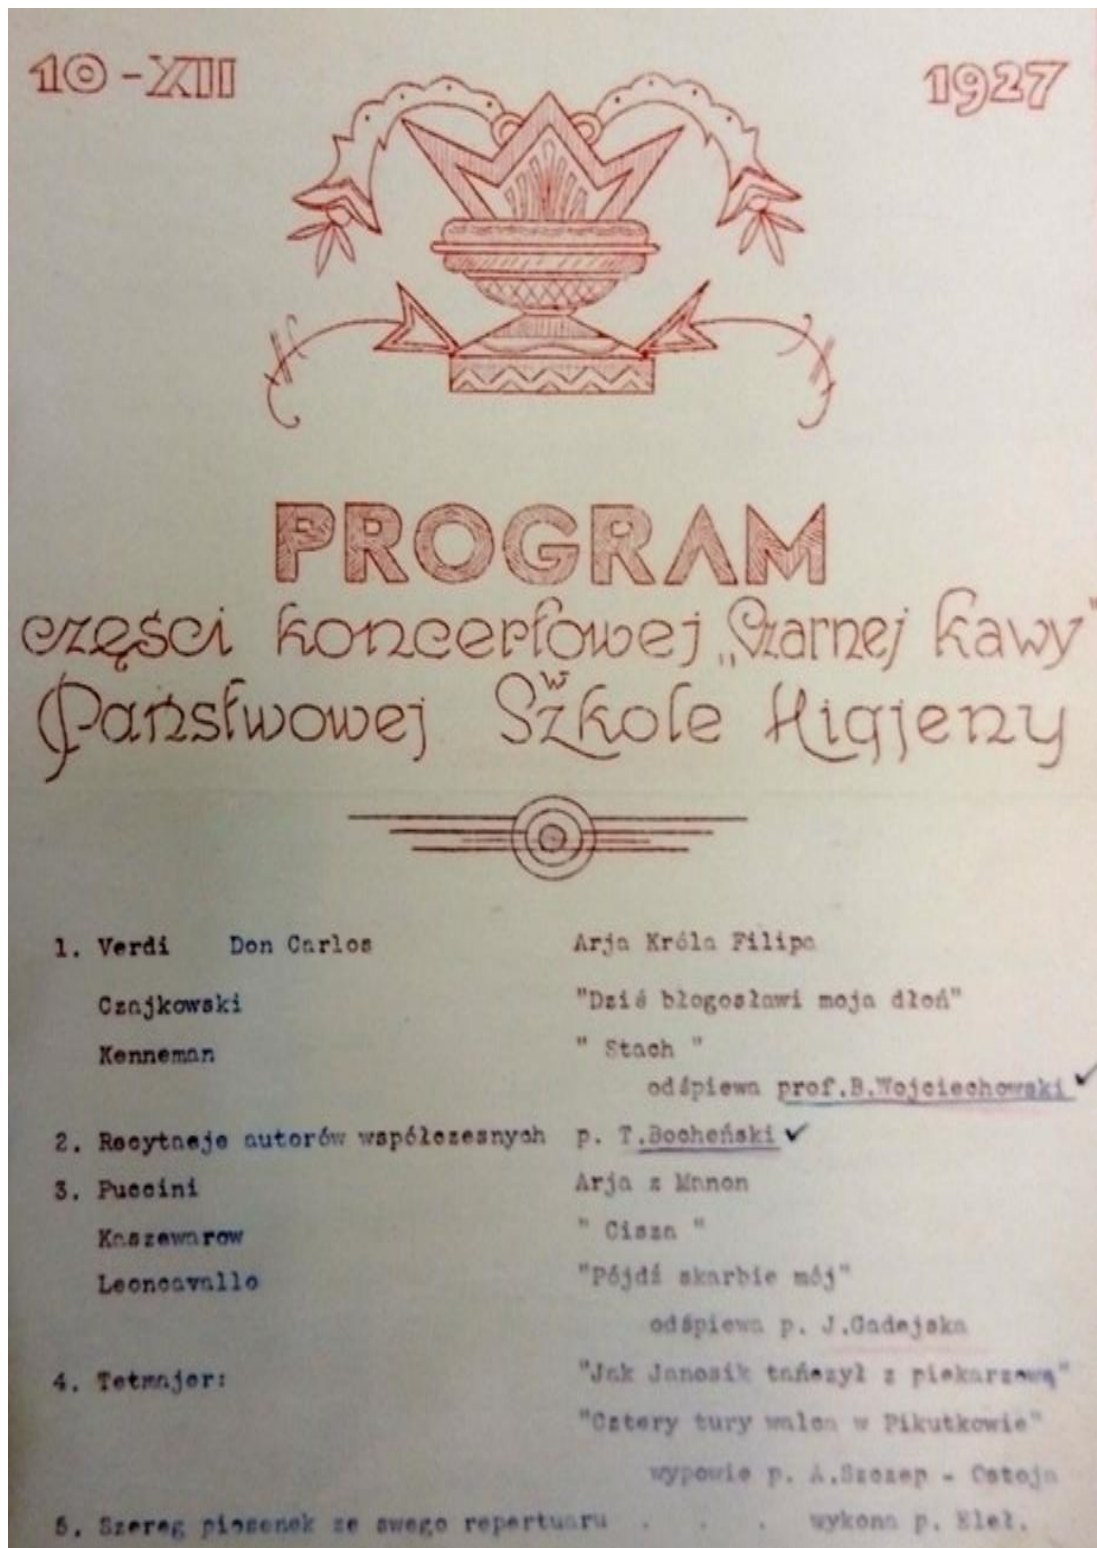 10-XII 1927
PROGRAM
części koncertowej „Czarnej Kawy"
w
Państwowej Szkole Higjeny
1. Verdi Don Carlos Arja Króla Filipa
Czajkowski "Dziś błogosławi moja dłoń"
Kenneman " Stach "
odśpiewa prof.B.Wojciechowski
2. Recytacje autorów współczesnych p. T.Bocheński
3. Puccini Arja z Manon
Kaszewarow " Cisza "
Leoncavallo "Pójdź skarbie mój"
odśpiewa p. J.Gadejska
4. Tetmajer: "Jak Janosik tańczył z piekarzową"
"Cztery tury walca w Pikutkowie"
wypowie p. A.Szczep - Ostoja
5. Szereg piosenek ze swego repertuaru . . . wykona p. Eleł.